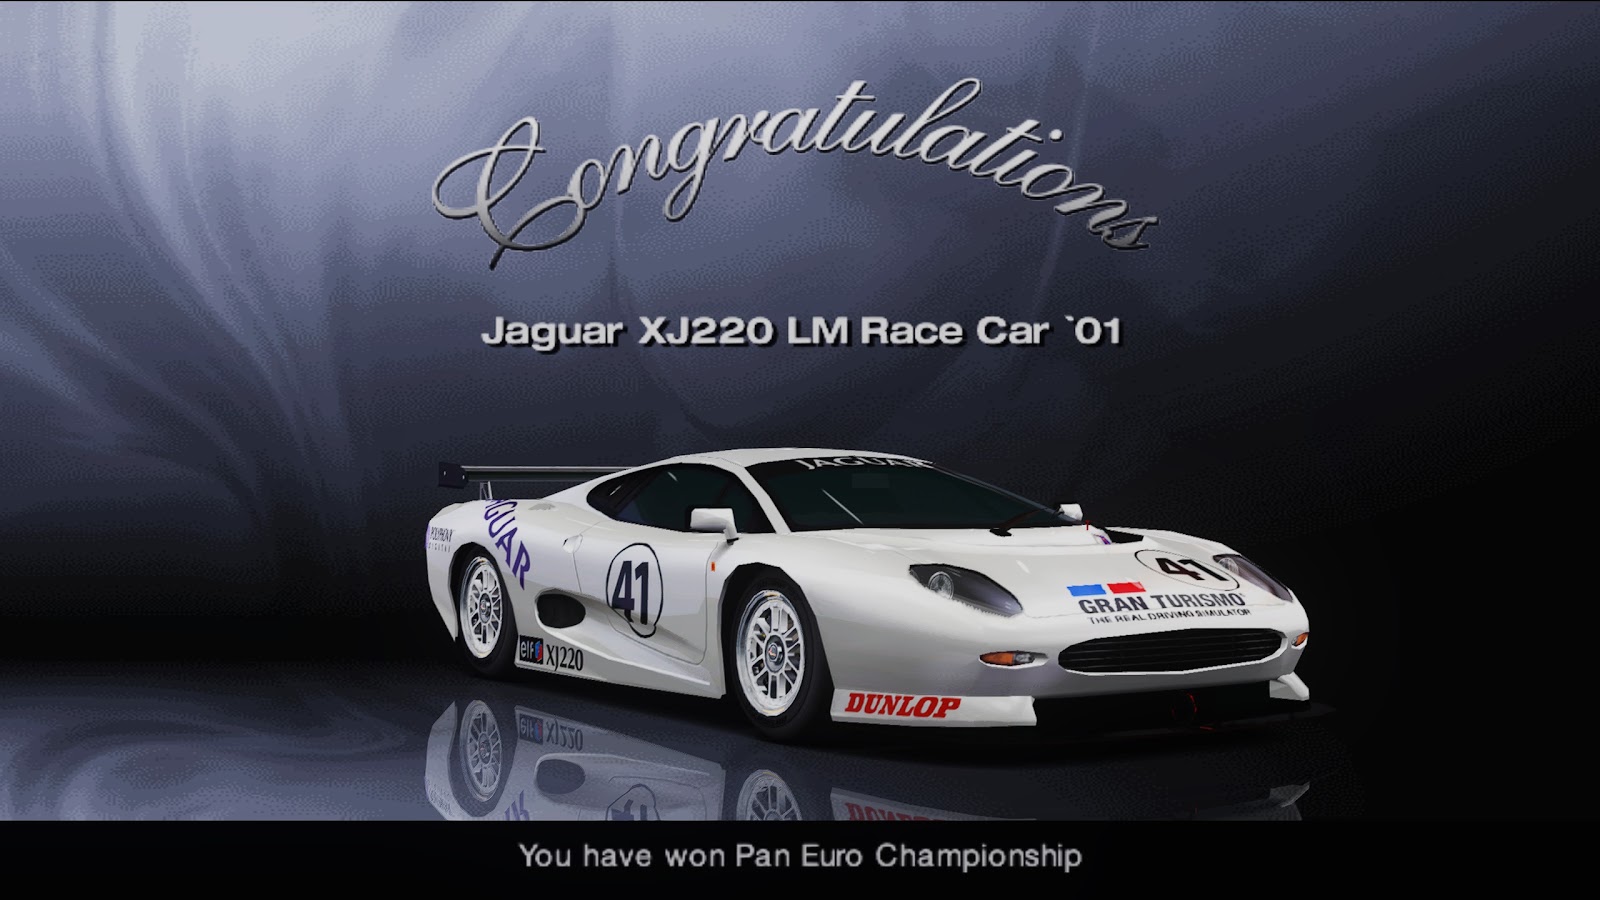 Congratulations
Jaguar XJ220 LM Race Car `01
JAGUAR
JAGUAR
POLYPHONY
41
41
GRAN TURISMO
THE REAL DRIVING SIMULATOR
elf XJ220
DUNLOP
You have won Pan Euro Championship